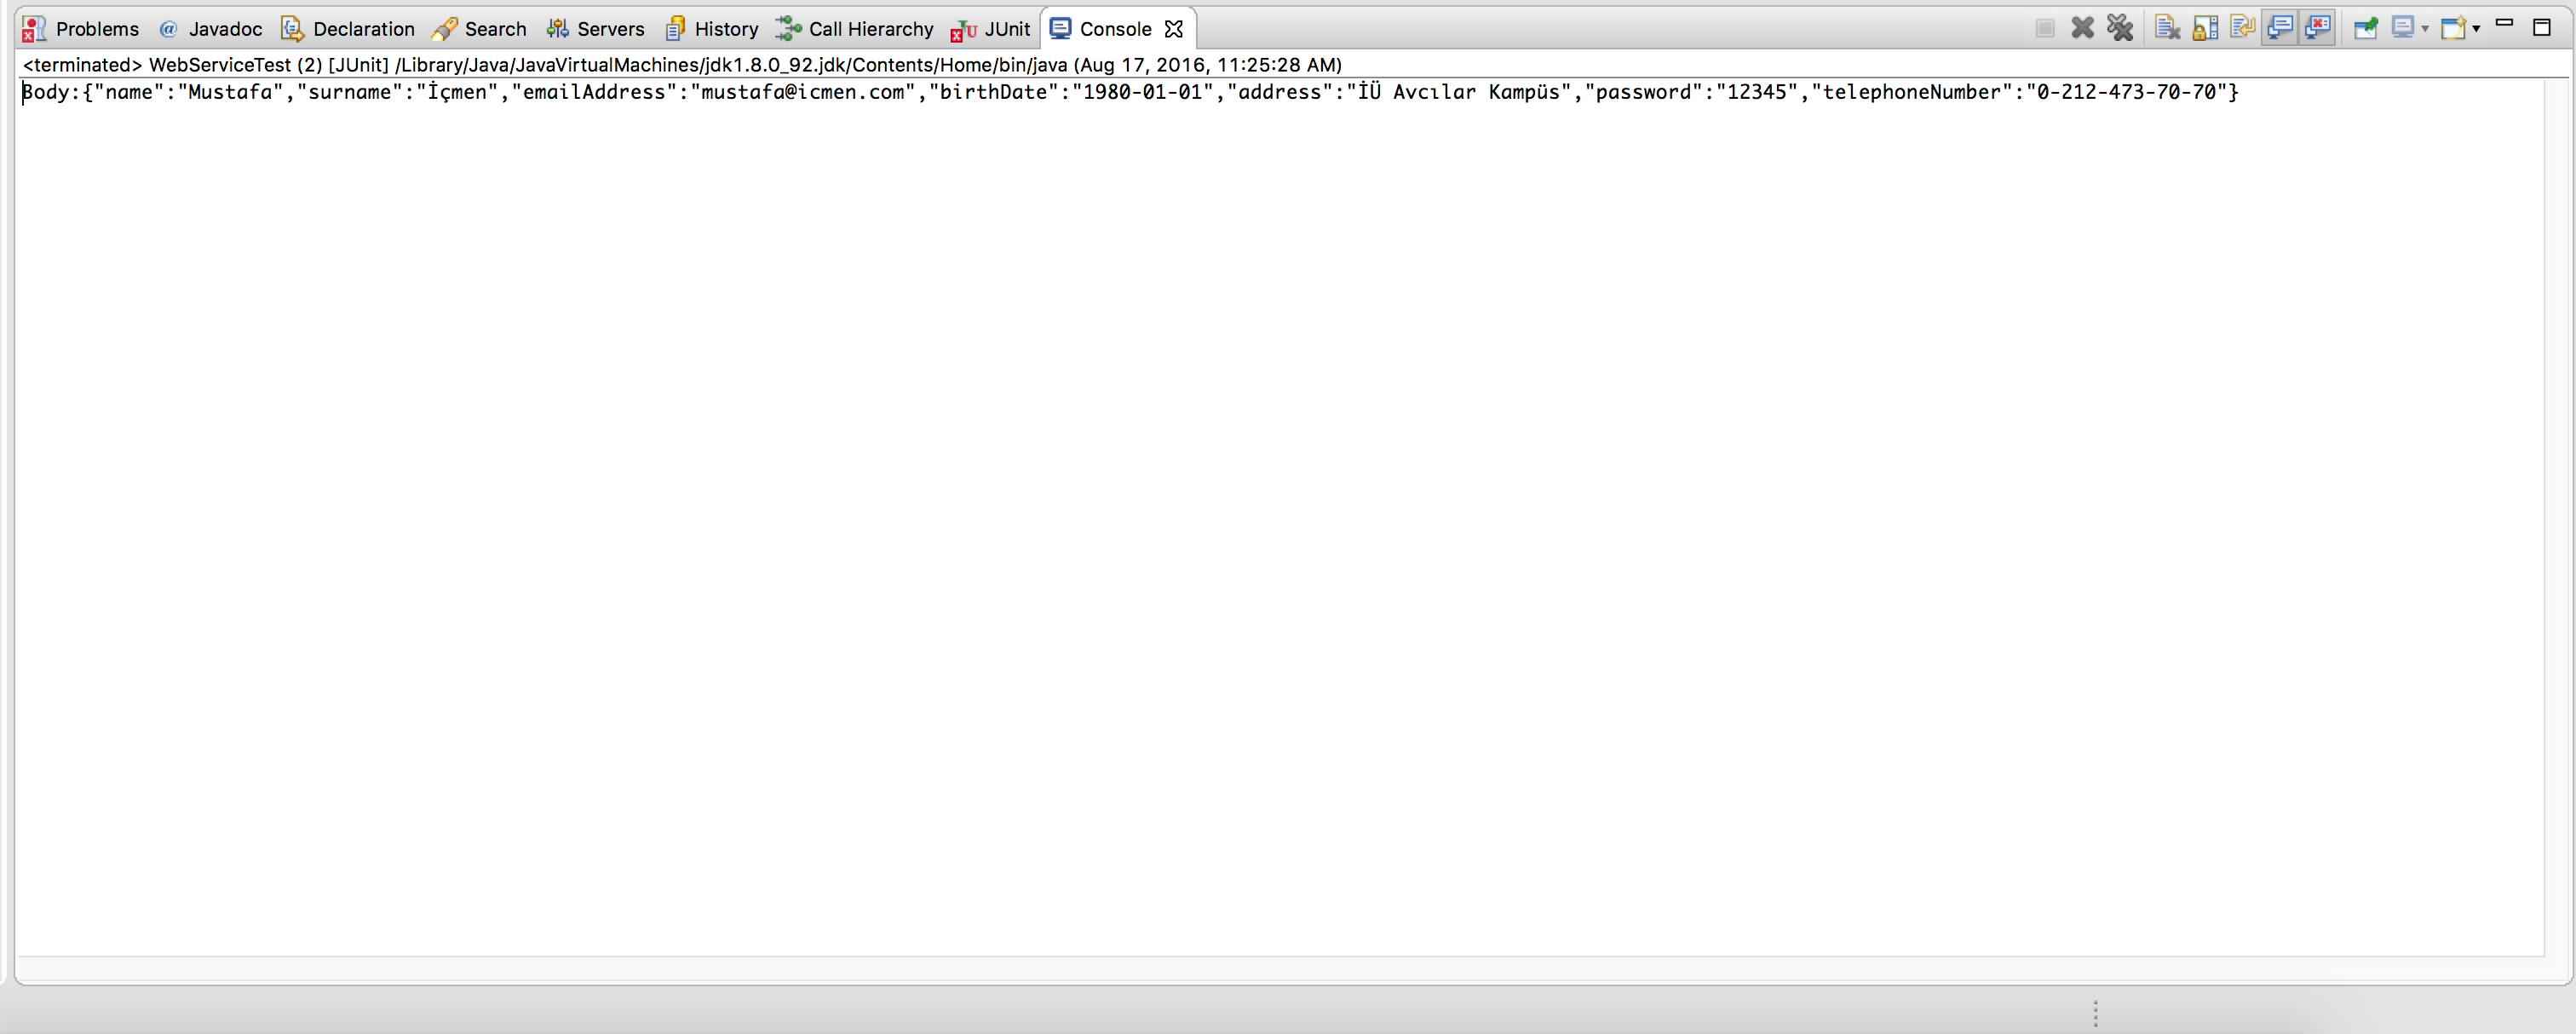 Problems @ Javadoc Declaration Search Servers History Call Hierarchy JUnit Console
<terminated> WebServiceTest (2) [JUnit] /Library/Java/JavaVirtualMachines/jdk1.8.0_92.jdk/Contents/Home/bin/java (Aug 17, 2016, 11:25:28 AM)
Body:{"name":"Mustafa","surname":"İçmen","emailAddress":"mustafa@icmen.com","birthDate":"1980-01-01","address":"İÜ Avcılar Kampüs","password":"12345","telephoneNumber":"0-212-473-70-70"}